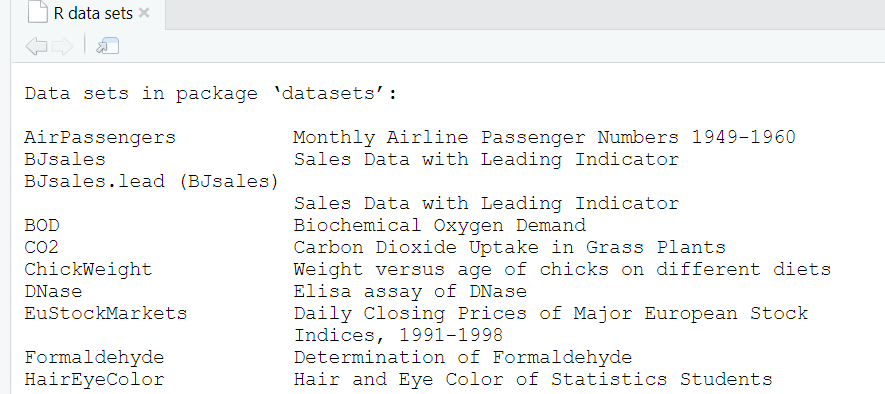 R data sets
Data sets in package ‘datasets’:
AirPassengers Monthly Airline Passenger Numbers 1949-1960
BJsales Sales Data with Leading Indicator
BJsales.lead (BJsales)
Sales Data with Leading Indicator
BOD Biochemical Oxygen Demand
CO2 Carbon Dioxide Uptake in Grass Plants
ChickWeight Weight versus age of chicks on different diets
DNase Elisa assay of DNase
EuStockMarkets Daily Closing Prices of Major European Stock
Indices, 1991-1998
Formaldehyde Determination of Formaldehyde
HairEyeColor Hair and Eye Color of Statistics Students